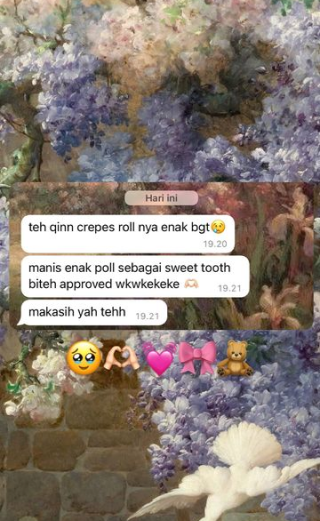 Hari ini
teh qinn crepes roll nya enak bgt🥹
19.20
manis enak poll sebagai sweet tooth
biteh approved wkwkekeke 🫶🏻
19.21
makasih yah tehh
19.21